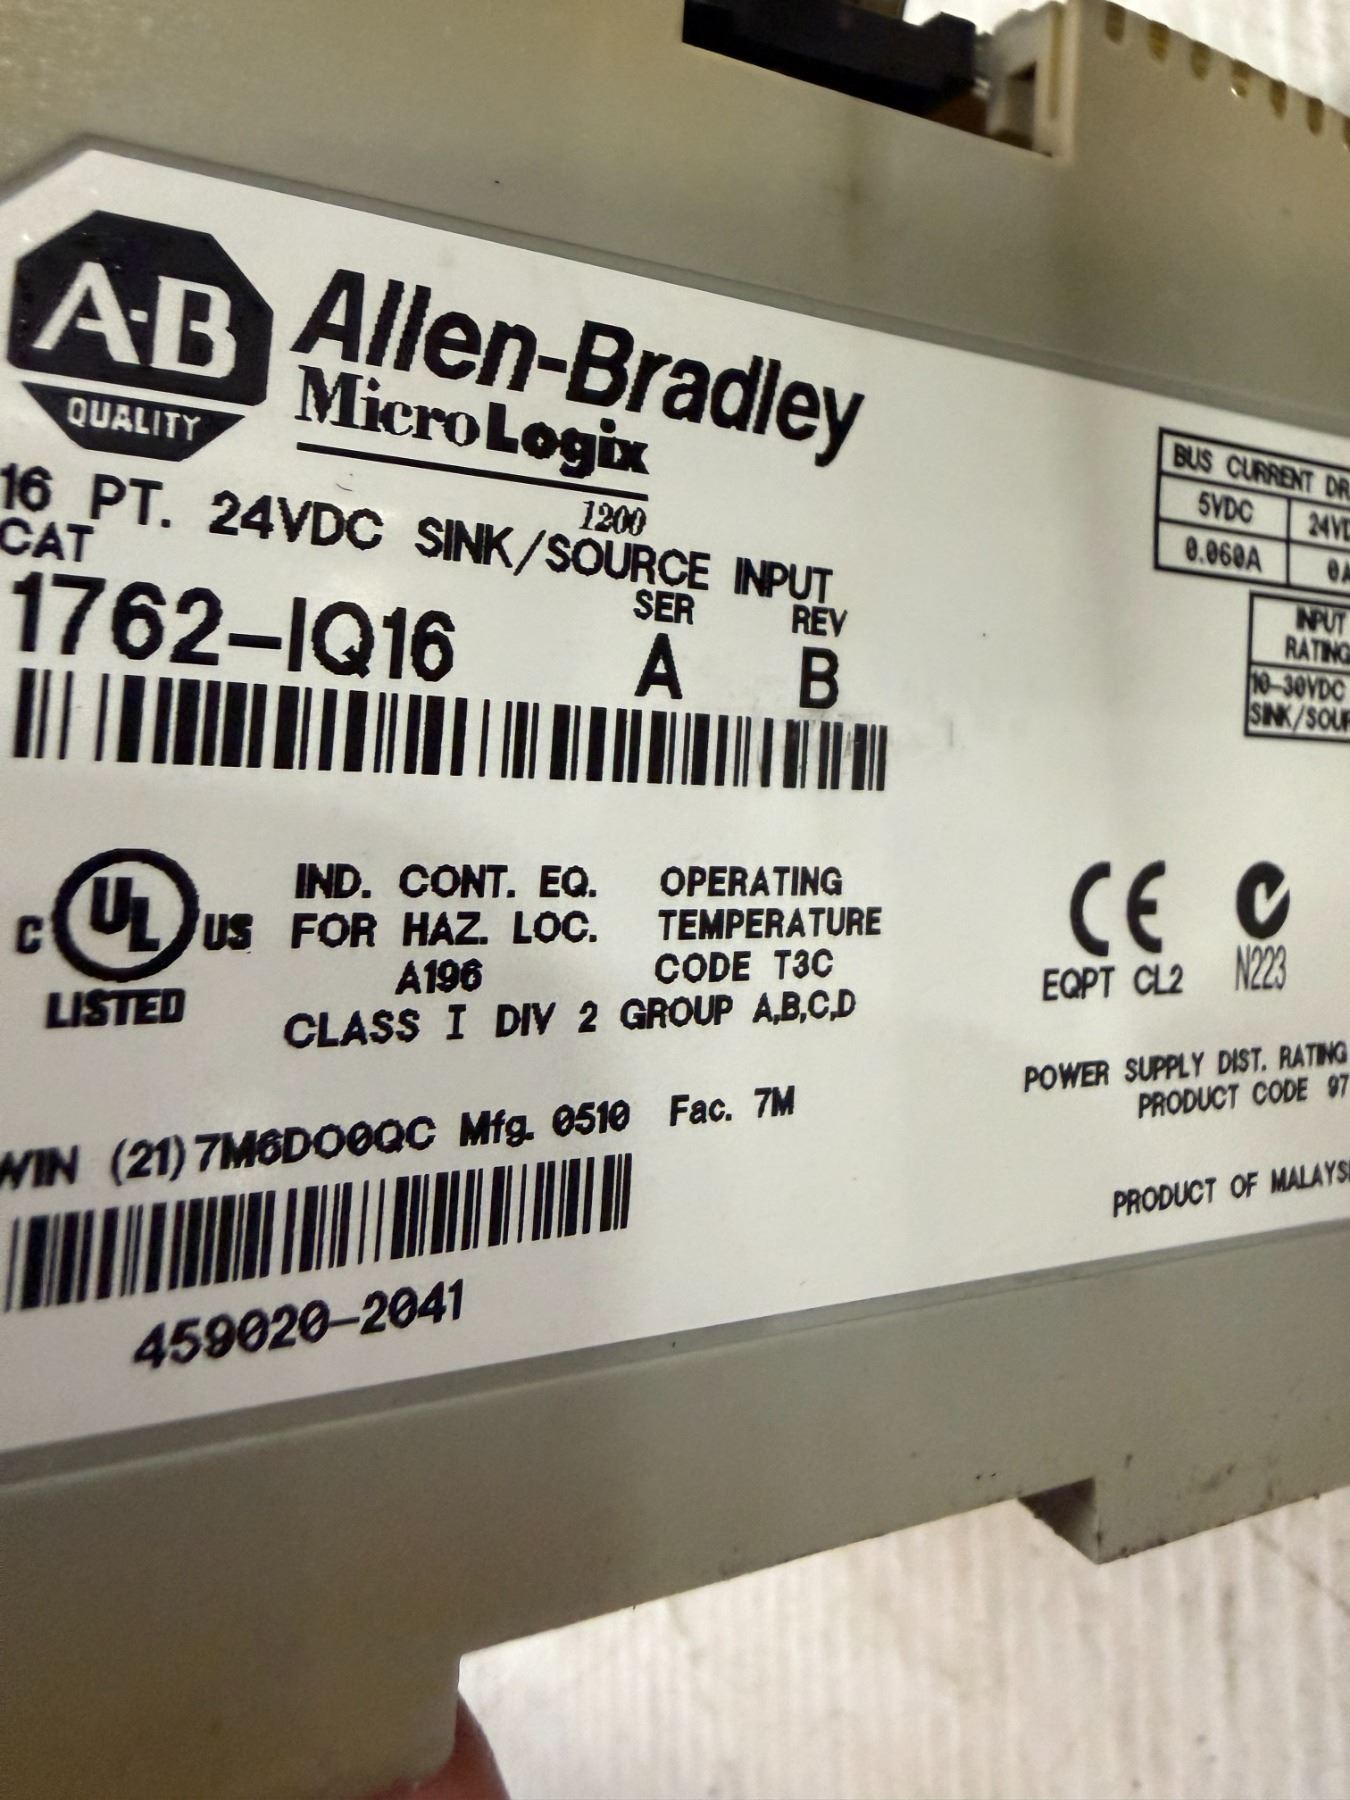 A-B
QUALITY
Allen-Bradley
MicroLogix
1200
16 PT. 24VDC SINK/SOURCE INPUT
CAT
SER
REV
1762-IQ16
A
B
BUS CURRENT
5VDC
0.060A
INPUT
10-30VDC
C UL US
LISTED
IND. CONT. EQ.
FOR HAZ. LOC.
A196
OPERATING
TEMPERATURE
CODE T3C
CLASS I DIV 2 GROUP A,B,C,D
CE
EQPT CL2
N223
WIN (21)7M6DO0QC Mfg. 0510 Fac. 7M
459020-2041
POWER SUPPLY DIST. RATING
PRODUCT CODE 97
PRODUCT OF